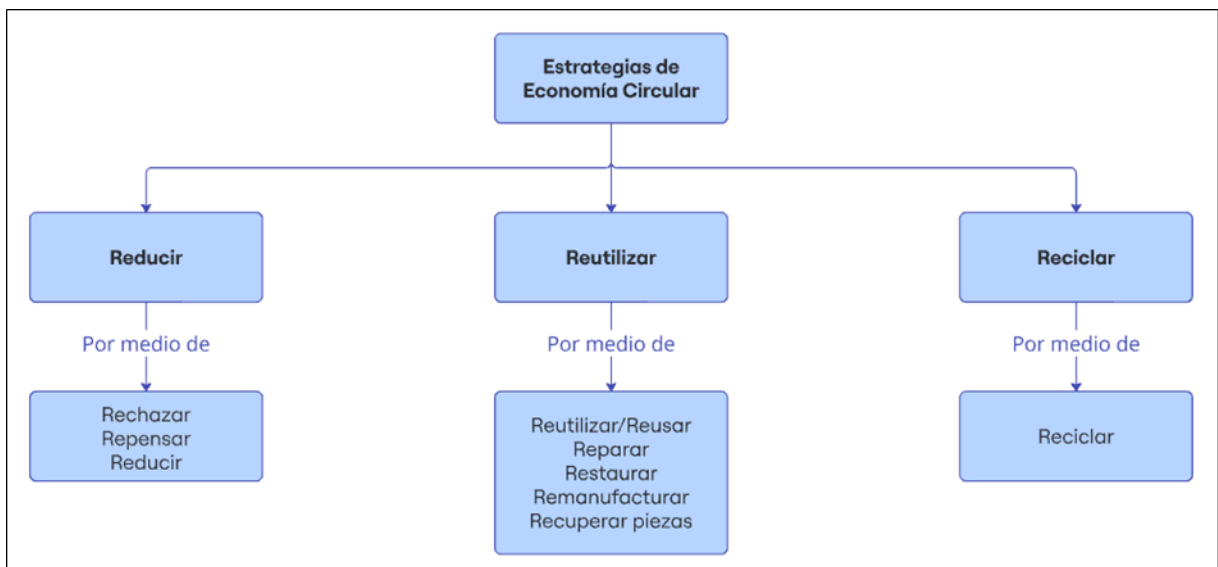 Estrategias de
Economía Circular
Reducir
Reutilizar
Reciclar
Por medio de
Por medio de
Por medio de
Rechazar
Repensar
Reducir
Reutilizar/Reusar
Reparar
Restaurar
Remanufacturar
Recuperar piezas
Reciclar